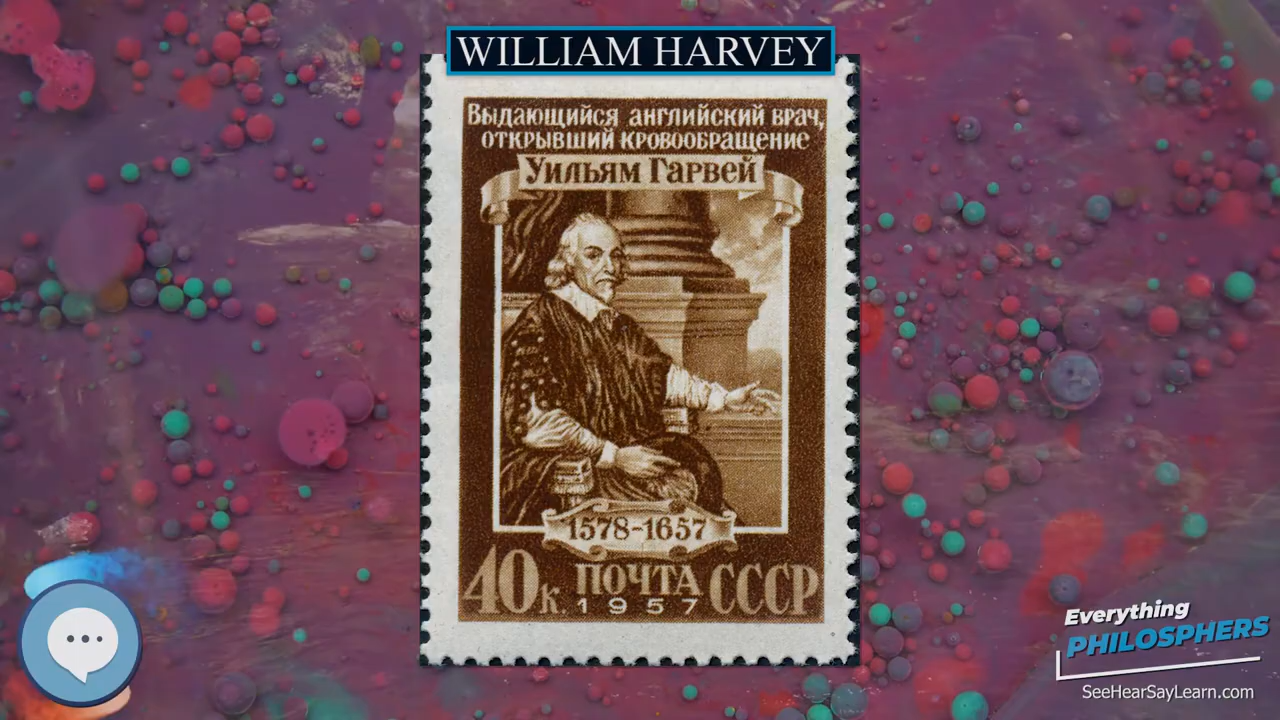 WILLIAM HARVEY
Выдающийся английский врач,
открывший кровообращение
Уильям Гарвей
1578-1657
40к. ПОЧТА СССР
1957
Everything
PHILOSPHERS
SeeHearSayLearn.com